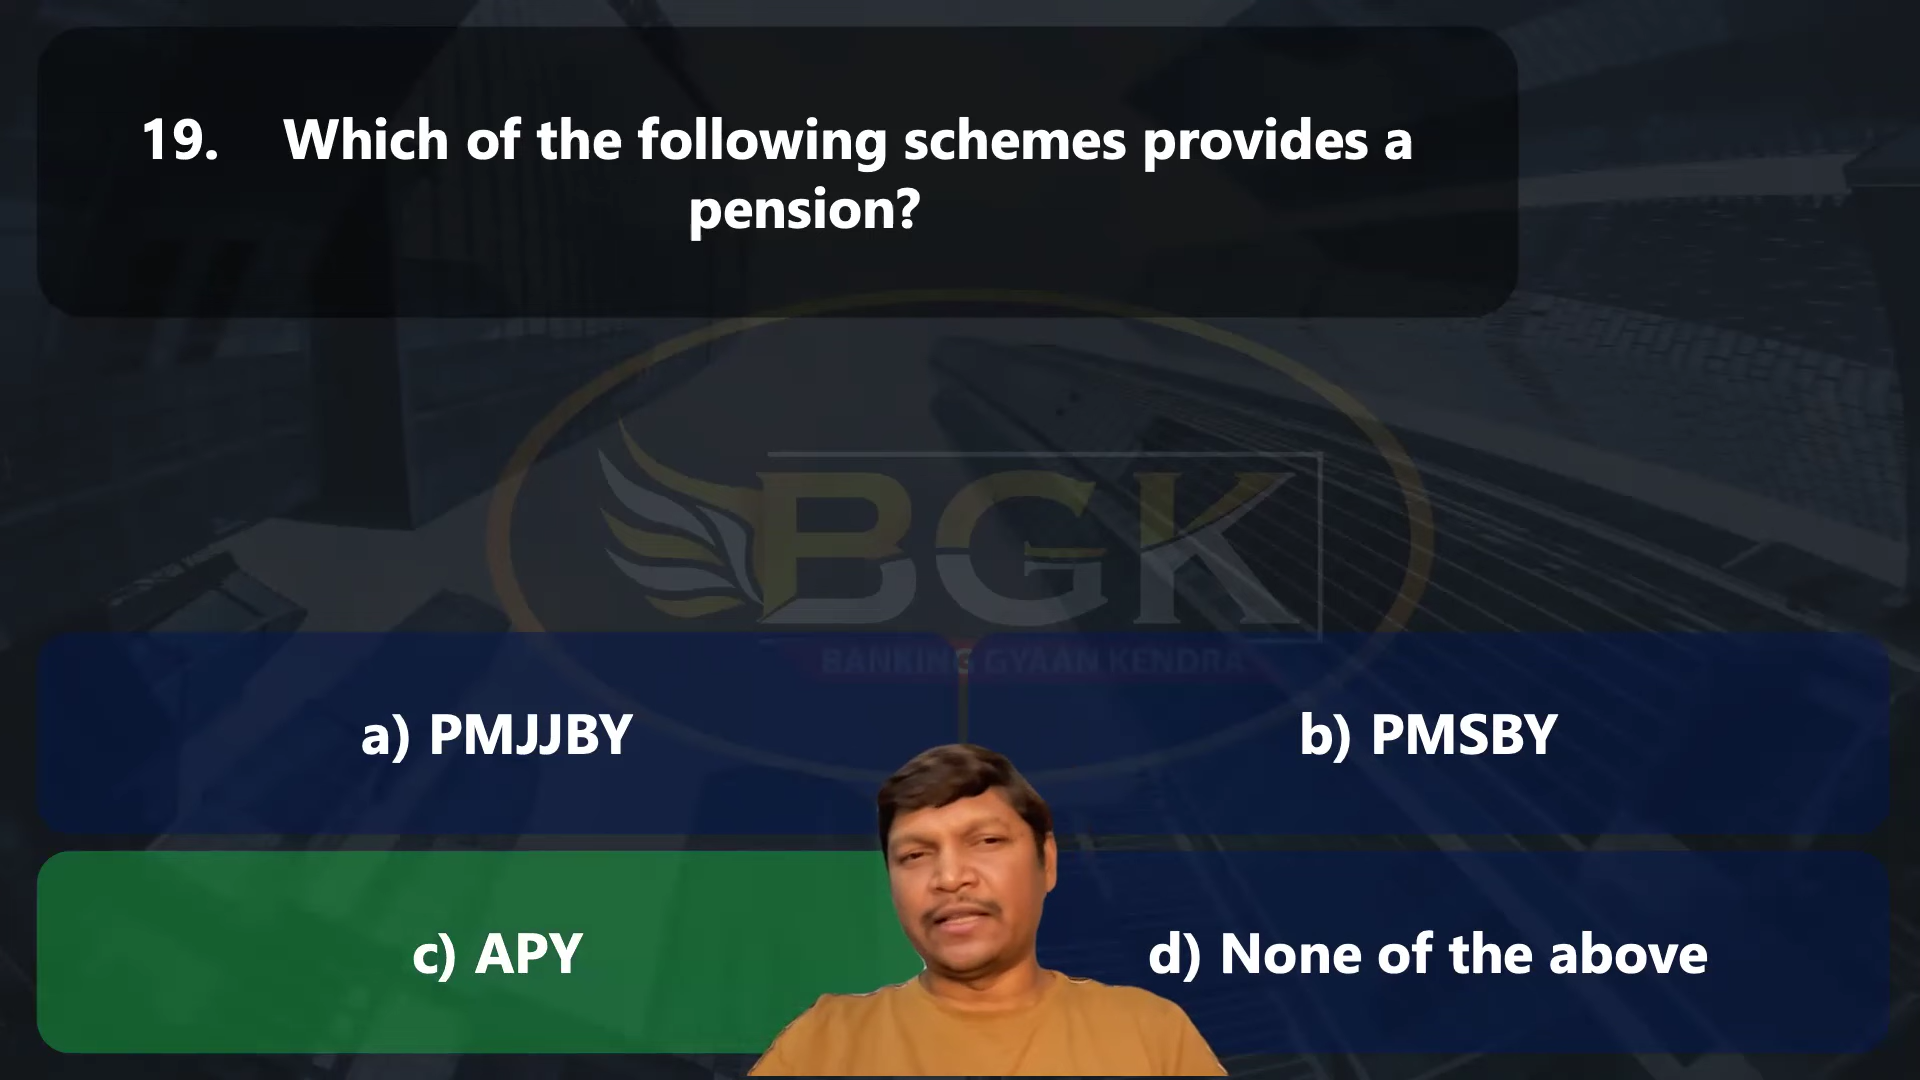 19. Which of the following schemes provides a
pension?
BGK
BANKING GYAAN KENDRA
a) PMJJBY
b) PMSBY
c) APY
d) None of the above